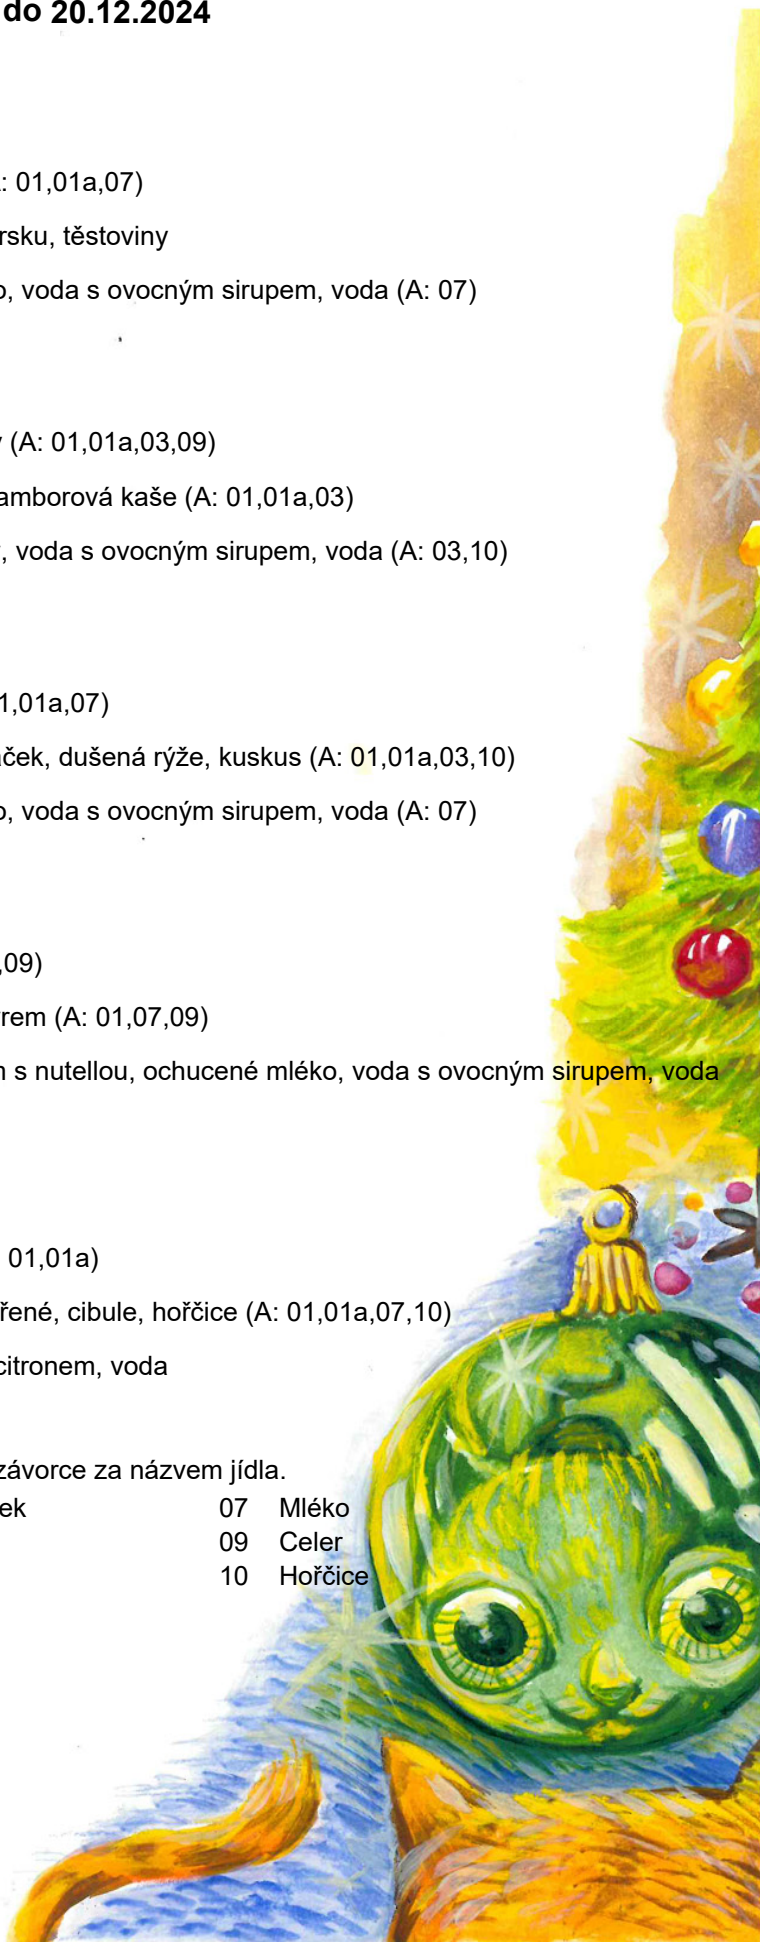 do 20.12.2024
: 01,01a,07)
rsku, těstoviny
o, voda s ovocným sirupem, voda (A: 07)
(A: 01,01a,03,09)
amborová kaše (A: 01,01a,03)
, voda s ovocným sirupem, voda (A: 03,10)
1,01a,07)
ček, dušená rýže, kuskus (A: 01,01a,03,10)
o, voda s ovocným sirupem, voda (A: 07)
,09)
rem (A: 01,07,09)
s nutellou, ochucené mléko, voda s ovocným sirupem, voda
01,01a)
řené, cibule, hořčice (A: 01,01a,07,10)
citronem, voda
závorce za názvem jídla.
ek 07 Mléko
09 Celer
10 Hořčice